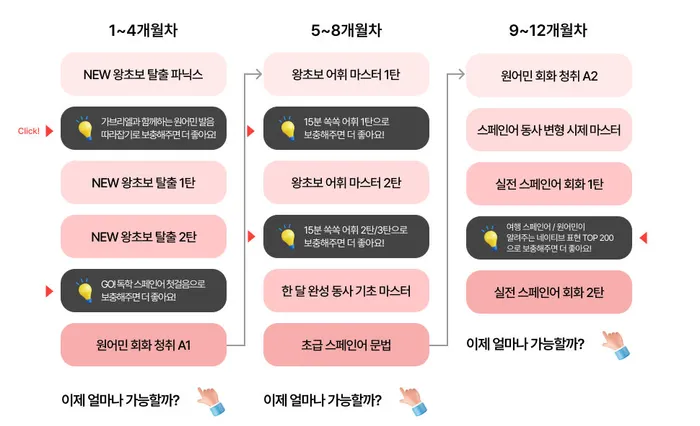 1~4개월차
NEW 왕초보 탈출 파닉스
Click!
가브리엘과 함께하는 원어민 발음
따라잡기로 보충해주면 더 좋아요!
NEW 왕초보 탈출 1탄
NEW 왕초보 탈출 2탄
GO! 독학 스페인어 첫걸음으로
보충해주면 더 좋아요!
원어민 회화 청취 A1
이제 얼마나 가능할까?
5~8개월차
왕초보 어휘 마스터 1탄
15분 쏙쏙 어휘 1탄으로
보충해주면 더 좋아요!
왕초보 어휘 마스터 2탄
15분 쏙쏙 어휘 2탄/3탄으로
보충해주면 더 좋아요!
한 달 완성 동사 기초 마스터
초급 스페인어 문법
이제 얼마나 가능할까?
9~12개월차
원어민 회화 청취 A2
스페인어 동사 변형 시제 마스터
실전 스페인어 회화 1탄
여행 스페인어 / 원어민이
알려주는 네이티브 표현 TOP 200
으로 보충해주면 더 좋아요!
실전 스페인어 회화 2탄
이제 얼마나 가능할까?